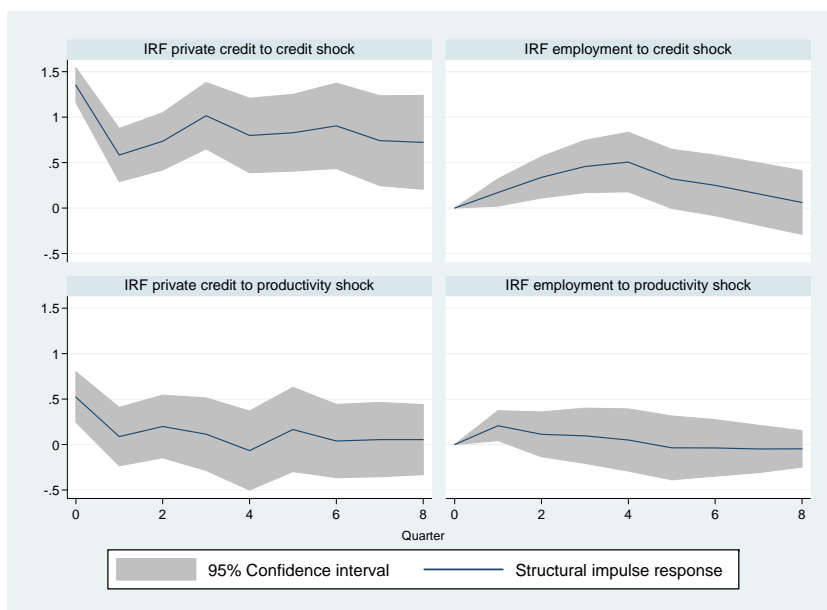 IRF private credit to credit shock
IRF employment to credit shock
1.5
1
.5
0
-.5
IRF private credit to productivity shock
IRF employment to productivity shock
1.5
1
.5
0
-.5
0 2 4 6 8
0 2 4 6 8
Quarter
95% Confidence interval
Structural impulse response